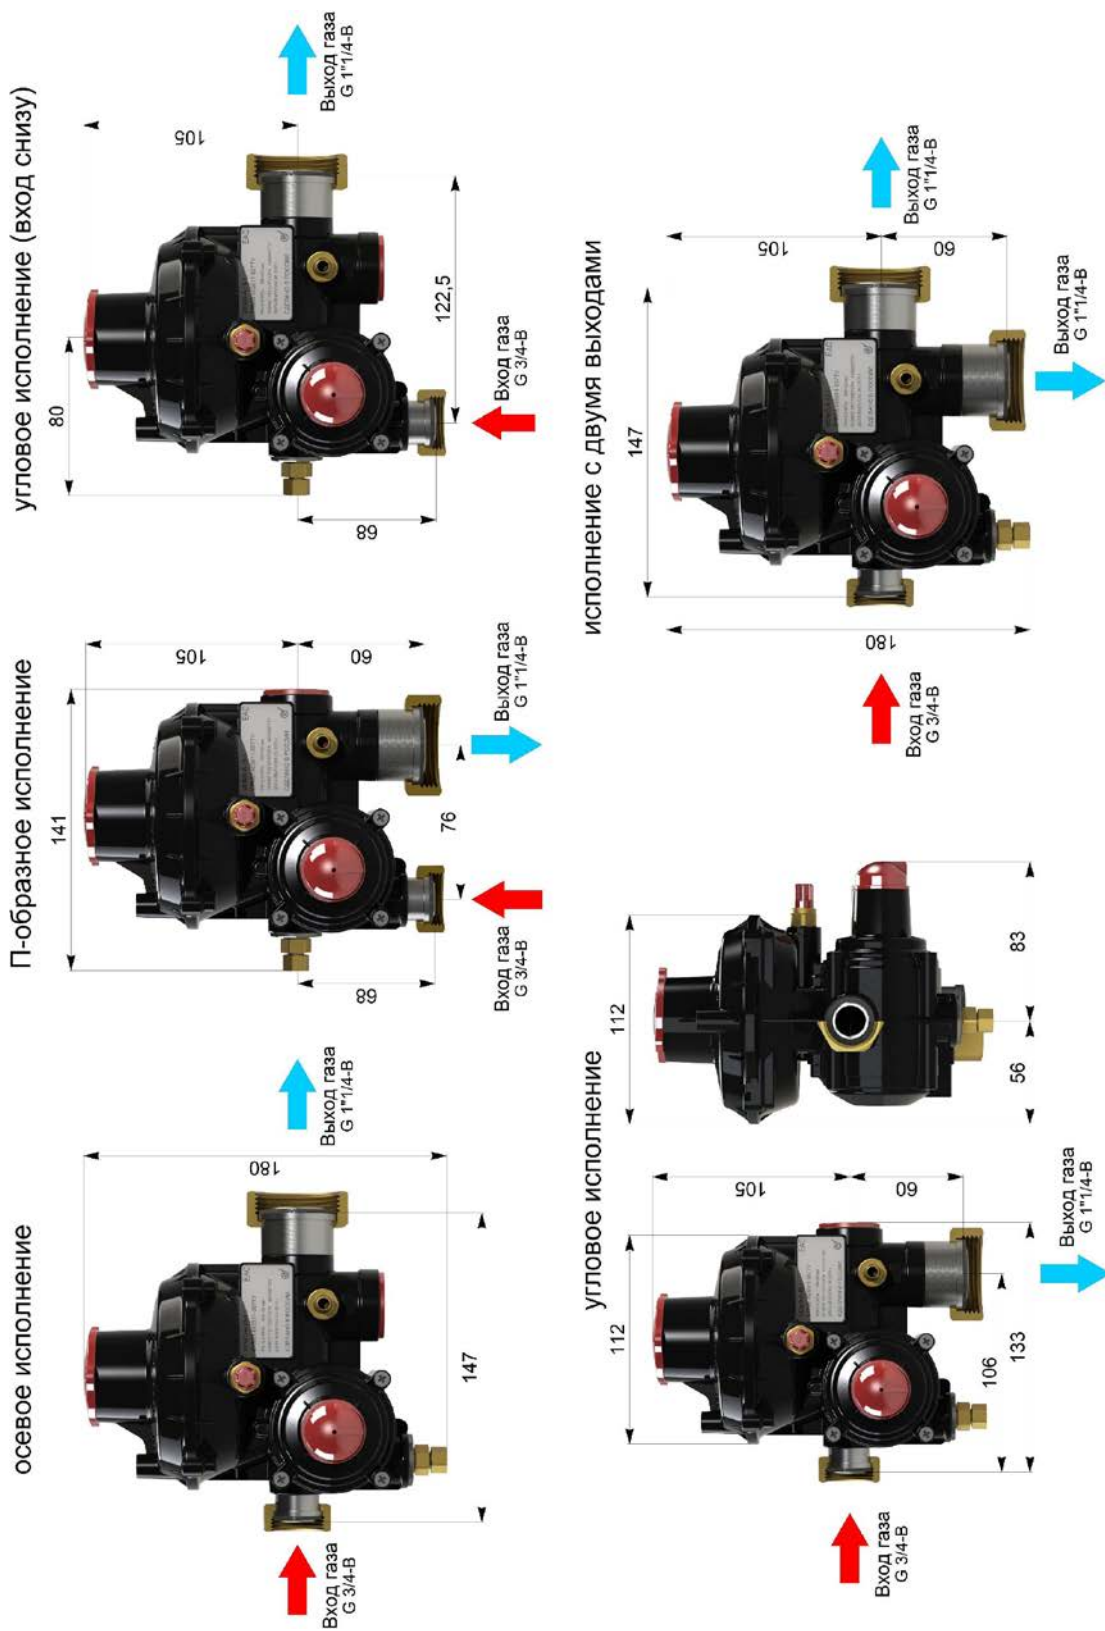 осевое исполнение
180
147
Вход газа
G 3/4-В
Выход газа
G 1"1/4-В
П-образное исполнение
141
105
60
68
76
Вход газа
G 3/4-В
Выход газа
G 1"1/4-В
угловое исполнение (вход снизу)
80
105
68
122,5
Вход газа
G 3/4-В
Выход газа
G 1"1/4-В
угловое исполнение
112
105
60
106
133
Вход газа
G 3/4-В
Выход газа
G 1"1/4-В
112
56
83
исполнение с двумя выходами
147
105
60
180
Вход газа
G 3/4-В
Выход газа
G 1"1/4-В
Выход газа
G 1"1/4-В